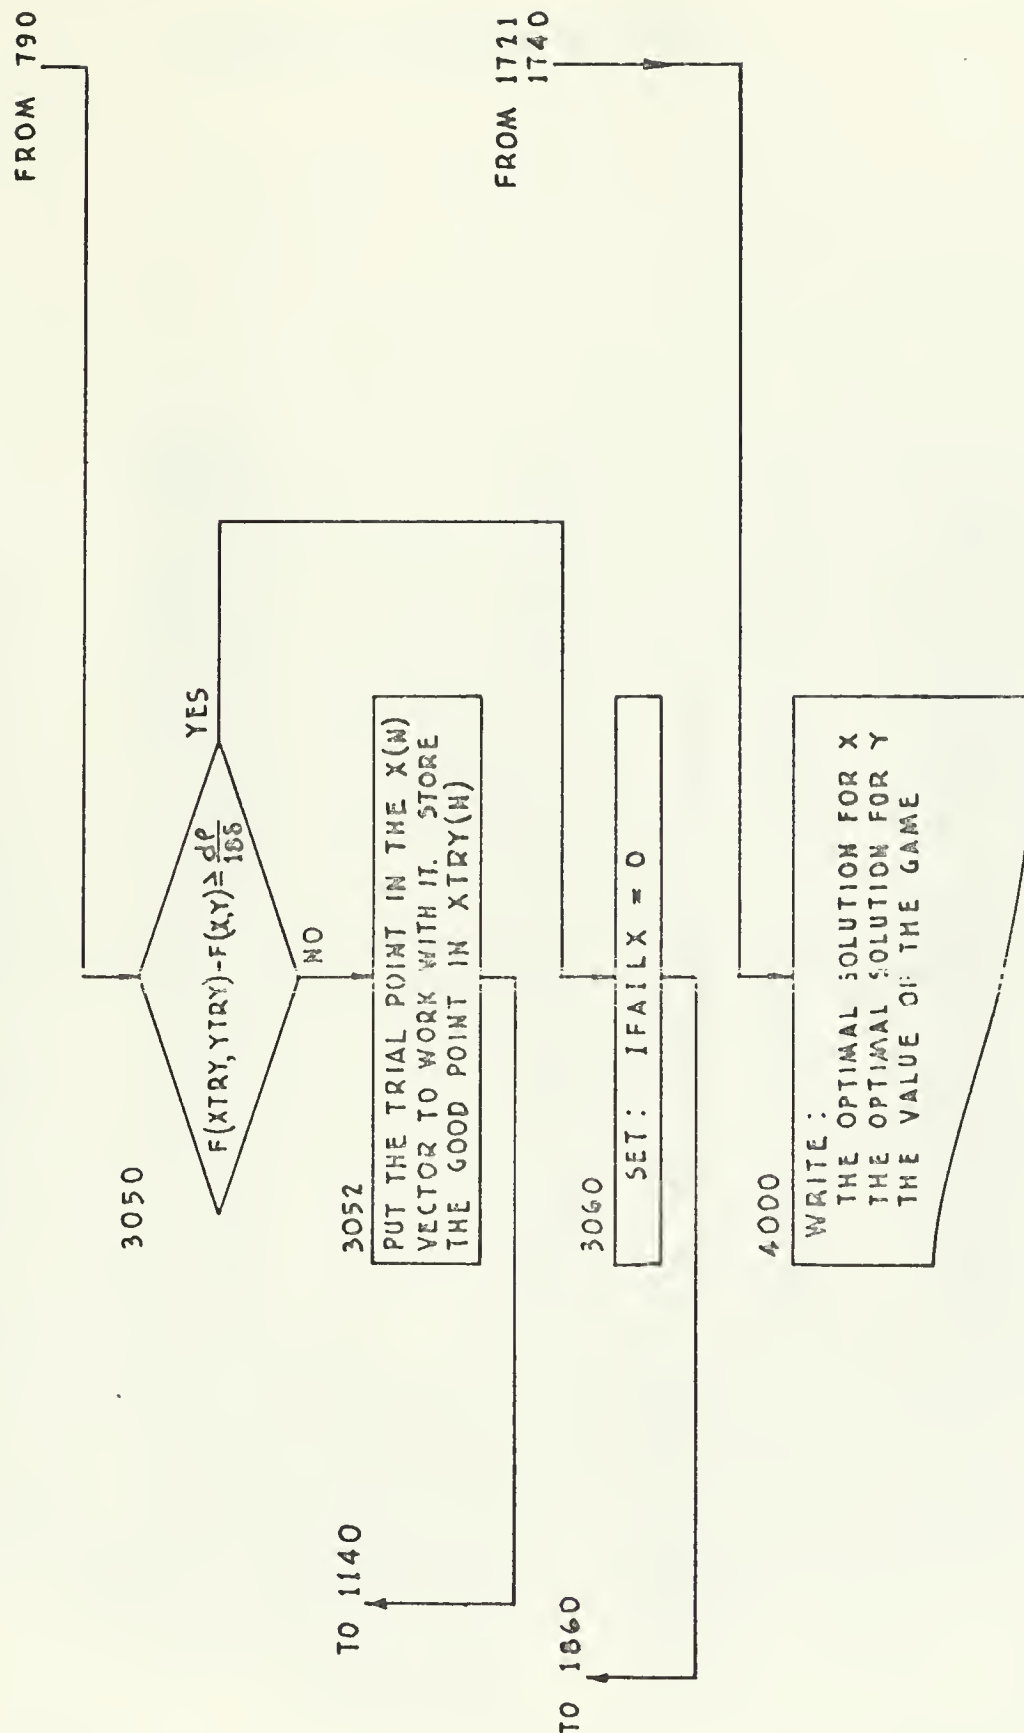 FROM 790
3050
F(XTRY, YTRY)-F(X,Y) ≥ dρ/188
YES
NO
3052
PUT THE TRIAL POINT IN THE X(N)
VECTOR TO WORK WITH IT. STORE
THE GOOD POINT IN XTRY(N)
TO 1140
3060
SET: IFAILX = 0
TO 1860
FROM 1721
1740
4000
WRITE:
THE OPTIMAL SOLUTION FOR X
THE OPTIMAL SOLUTION FOR Y
THE VALUE OF THE GAME